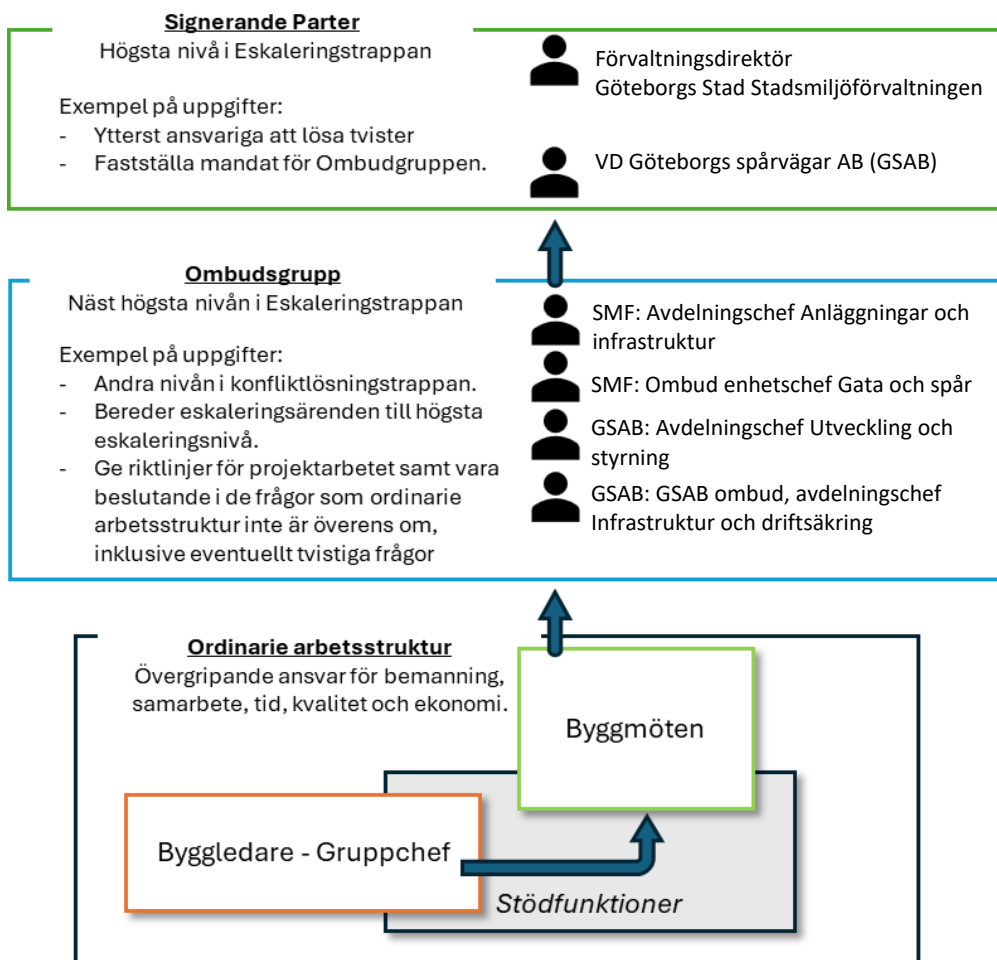 Signerande Parter
Högsta nivå i Eskaleringstrappan
Exempel på uppgifter:
- Ytterst ansvariga att lösa tvister
- Fastställa mandat för Ombudgruppen.
Förvaltningsdirektör
Göteborgs Stad Stadsmiljöförvaltningen
VD Göteborgs spårvägar AB (GSAB)
Ombudsgrupp
Näst högsta nivån i Eskaleringstrappan
Exempel på uppgifter:
- Andra nivån i konfliktlösningstrappan.
- Bereder eskaleringsärenden till högsta
eskaleringsnivå.
- Ge riktlinjer för projektarbetet samt vara
beslutande i de frågor som ordinarie
arbetsstruktur inte är överens om,
inklusive eventuellt tvistiga frågor
SMF: Avdelningschef Anläggningar och
infrastruktur
SMF: Ombud enhetschef Gata och spår
GSAB: Avdelningschef Utveckling och
styrning
GSAB: GSAB ombud, avdelningschef
Infrastruktur och driftsäkring
Ordinarie arbetsstruktur
Övergripande ansvar för bemanning,
samarbete, tid, kvalitet och ekonomi.
Byggmöten
Byggledare - Gruppchef
Stödfunktioner